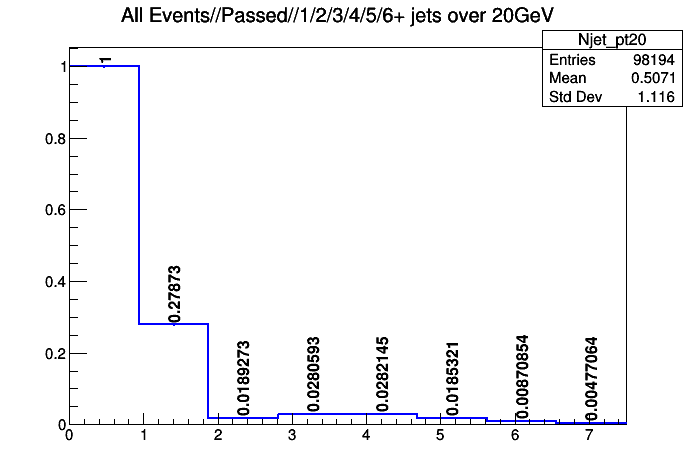 All Events//Passed//1/2/3/4/5/6+ jets over 20GeV
Njet_pt20
Entries 98194
Mean 0.5071
Std Dev 1.116
1
0.8
0.6
0.4
0.2
0
1
0.27873
0.0189273
0.0280593
0.0282145
0.0185321
0.00870854
0.00477064
0 1 2 3 4 5 6 7